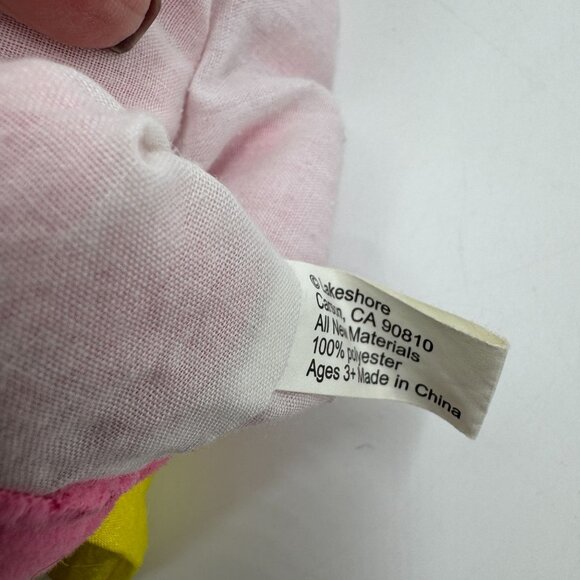 ©Lakeshore
Carson, CA 90810
All New Materials
100% polyester
Ages 3+ Made in China